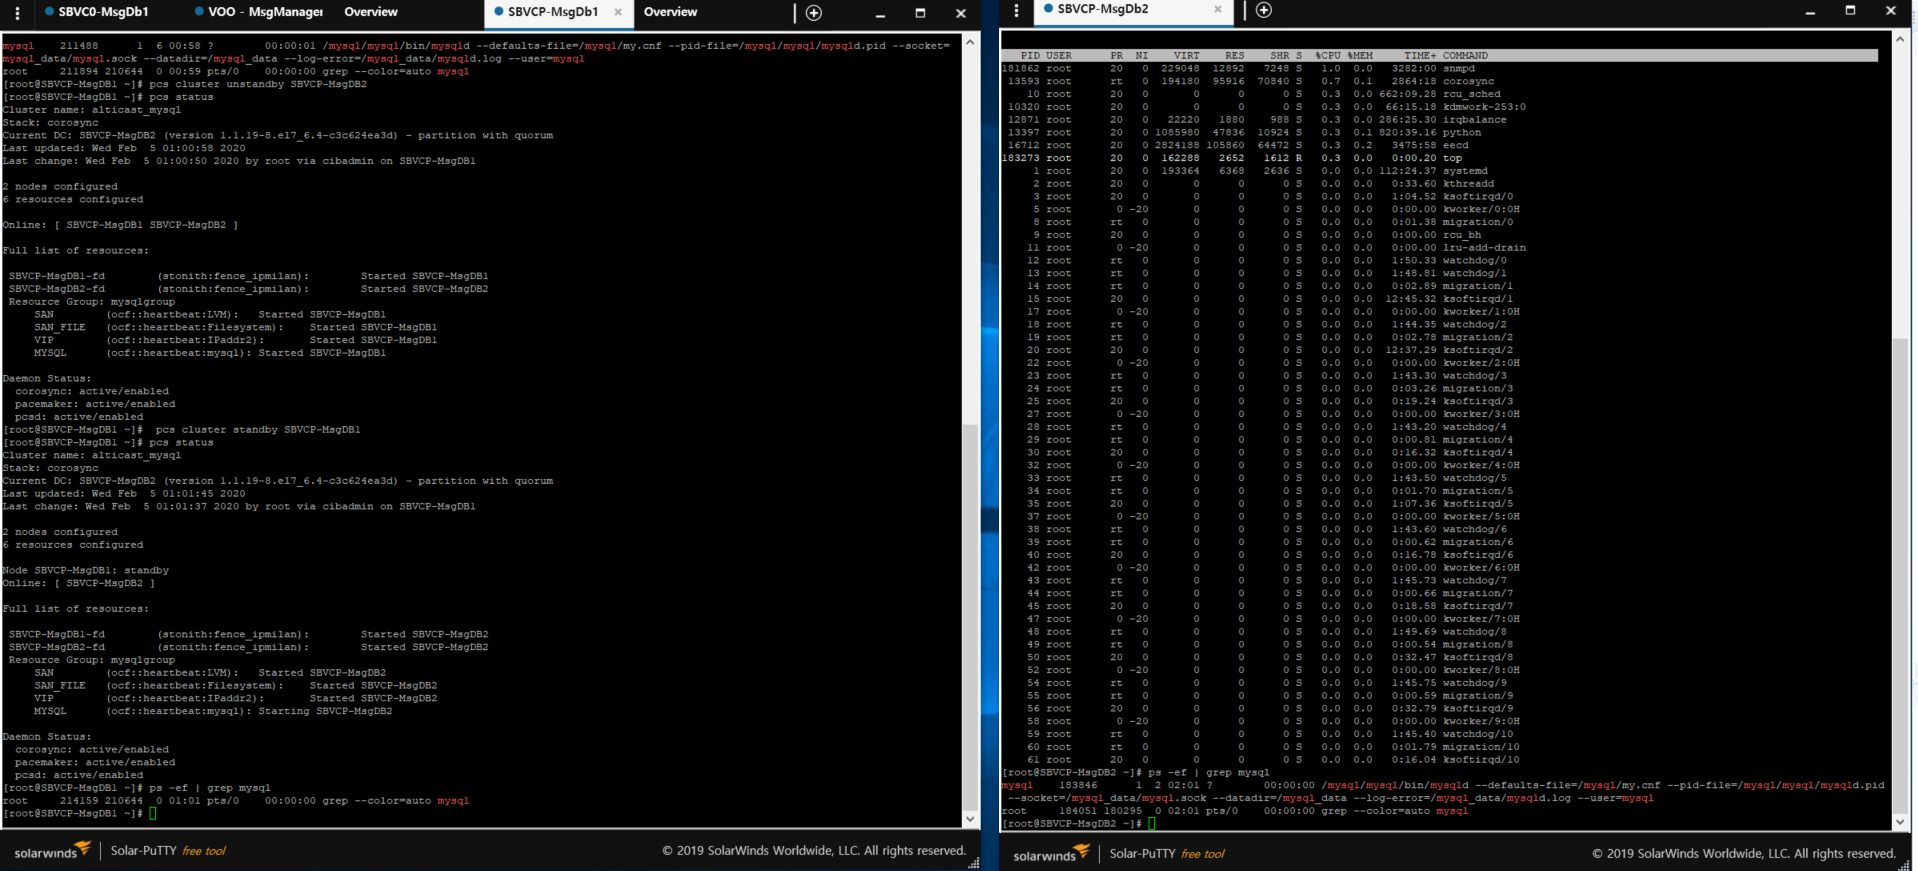 SBVC0-MsgDb1
VOO - MsgManager
Overview
SBVCP-MsgDb1
Overview
mysql    211488      1  6 00:58 ?        00:00:01 /mysql/mysql/bin/mysqld --defaults-file=/mysql/my.cnf --pid-file=/mysql/mysql/mysqld.pid --socket=
mysql_data/mysql.sock --datadir=/mysql_data --log-error=/mysql_data/mysqld.log --user=mysql
root     211894 210644  0 00:59 pts/0    00:00:00 grep --color=auto mysql
[root@SBVCP-MsgDB1 ~]# pcs cluster unstandby SBVCP-MsgDB2
[root@SBVCP-MsgDB1 ~]# pcs status
Cluster name: alticast_mysql
Stack: corosync
Current DC: SBVCP-MsgDB2 (version 1.1.19-8.el7_6.4-c3c624ea3d) - partition with quorum
Last updated: Wed Feb  5 01:00:58 2020
Last change: Wed Feb  5 01:00:50 2020 by root via cibadmin on SBVCP-MsgDB1
2 nodes configured
6 resources configured
Online: [ SBVCP-MsgDB1 SBVCP-MsgDB2 ]
Full list of resources:
SBVCP-MsgDB1-fd        (stonith:fence_ipmilan):        Started SBVCP-MsgDB1
SBVCP-MsgDB2-fd        (stonith:fence_ipmilan):        Started SBVCP-MsgDB2
Resource Group: mysqlgroup
SAN        (ocf::heartbeat:LVM):   Started SBVCP-MsgDB1
SAN_FILE   (ocf::heartbeat:Filesystem):    Started SBVCP-MsgDB1
VIP        (ocf::heartbeat:IPaddr2):       Started SBVCP-MsgDB1
MYSQL      (ocf::heartbeat:mysql): Started SBVCP-MsgDB1
Daemon Status:
corosync: active/enabled
pacemaker: active/enabled
pcsd: active/enabled
[root@SBVCP-MsgDB1 ~]#  pcs cluster standby SBVCP-MsgDB1
[root@SBVCP-MsgDB1 ~]# pcs status
Cluster name: alticast_mysql
Stack: corosync
Current DC: SBVCP-MsgDB2 (version 1.1.19-8.el7_6.4-c3c624ea3d) - partition with quorum
Last updated: Wed Feb  5 01:01:45 2020
Last change: Wed Feb  5 01:01:37 2020 by root via cibadmin on SBVCP-MsgDB1
2 nodes configured
6 resources configured
Node SBVCP-MsgDB1: standby
Online: [ SBVCP-MsgDB2 ]
Full list of resources:
SBVCP-MsgDB1-fd        (stonith:fence_ipmilan):        Started SBVCP-MsgDB2
SBVCP-MsgDB2-fd        (stonith:fence_ipmilan):        Started SBVCP-MsgDB2
Resource Group: mysqlgroup
SAN        (ocf::heartbeat:LVM):   Started SBVCP-MsgDB2
SAN_FILE   (ocf::heartbeat:Filesystem):    Started SBVCP-MsgDB2
VIP        (ocf::heartbeat:IPaddr2):       Started SBVCP-MsgDB2
MYSQL      (ocf::heartbeat:mysql): Starting SBVCP-MsgDB2
Daemon Status:
corosync: active/enabled
pacemaker: active/enabled
pcsd: active/enabled
[root@SBVCP-MsgDB1 ~]# ps -ef | grep mysql
root     214159 210644  0 01:01 pts/0    00:00:00 grep --color=auto mysql
[root@SBVCP-MsgDB1 ~]#
solarwinds
Solar-PuTTY free tool
© 2019 SolarWinds Worldwide, LLC. All rights reserved.
SBVCP-MsgDb2
PID USER      PR  NI    VIRT    RES    SHR S  %CPU %MEM     TIME+ COMMAND
181862 root      20   0  229048  12892   7248 S   1.0  0.0   3282:00 snmpd
13593 root      rt   0  194180  95916  70840 S   0.7  0.1   2864:18 corosync
10 root      20   0       0      0      0 S   0.3  0.0 662:09.28 rcu_sched
10320 root      20   0       0      0      0 S   0.3  0.0  66:15.18 kdmwork-253:0
12871 root      20   0   22220   1880    988 S   0.3  0.0 286:25.30 irqbalance
13397 root      20   0 1085980  47836  10924 S   0.3  0.1 820:39.16 python
16712 root      20   0 2824188 105860  64472 S   0.3  0.2   3475:58 eecd
183273 root      20   0  162288   2652   1612 R   0.3  0.0   0:00.20 top
1 root      20   0  193364   6368   2636 S   0.0  0.0 112:24.37 systemd
2 root      20   0       0      0      0 S   0.0  0.0   0:33.60 kthreadd
3 root      20   0       0      0      0 S   0.0  0.0   1:04.52 ksoftirqd/0
5 root       0 -20       0      0      0 S   0.0  0.0   0:00.00 kworker/0:0H
8 root      rt   0       0      0      0 S   0.0  0.0   0:01.38 migration/0
9 root      20   0       0      0      0 S   0.0  0.0   0:00.00 rcu_bh
11 root       0 -20       0      0      0 S   0.0  0.0   0:00.00 lru-add-drain
12 root      rt   0       0      0      0 S   0.0  0.0   1:50.33 watchdog/0
13 root      rt   0       0      0      0 S   0.0  0.0   1:48.81 watchdog/1
14 root      rt   0       0      0      0 S   0.0  0.0   0:02.89 migration/1
15 root      20   0       0      0      0 S   0.0  0.0  12:45.32 ksoftirqd/1
17 root       0 -20       0      0      0 S   0.0  0.0   0:00.00 kworker/1:0H
18 root      rt   0       0      0      0 S   0.0  0.0   1:44.35 watchdog/2
19 root      rt   0       0      0      0 S   0.0  0.0   0:02.78 migration/2
20 root      20   0       0      0      0 S   0.0  0.0  12:37.29 ksoftirqd/2
22 root       0 -20       0      0      0 S   0.0  0.0   0:00.00 kworker/2:0H
23 root      rt   0       0      0      0 S   0.0  0.0   1:43.30 watchdog/3
24 root      rt   0       0      0      0 S   0.0  0.0   0:03.26 migration/3
25 root      20   0       0      0      0 S   0.0  0.0   0:19.24 ksoftirqd/3
27 root       0 -20       0      0      0 S   0.0  0.0   0:00.00 kworker/3:0H
28 root      rt   0       0      0      0 S   0.0  0.0   1:43.20 watchdog/4
29 root      rt   0       0      0      0 S   0.0  0.0   0:00.81 migration/4
30 root      20   0       0      0      0 S   0.0  0.0   0:16.32 ksoftirqd/4
32 root       0 -20       0      0      0 S   0.0  0.0   0:00.00 kworker/4:0H
33 root      rt   0       0      0      0 S   0.0  0.0   1:43.50 watchdog/5
34 root      rt   0       0      0      0 S   0.0  0.0   0:01.70 migration/5
35 root      20   0       0      0      0 S   0.0  0.0   1:07.36 ksoftirqd/5
37 root       0 -20       0      0      0 S   0.0  0.0   0:00.00 kworker/5:0H
38 root      rt   0       0      0      0 S   0.0  0.0   1:43.60 watchdog/6
39 root      rt   0       0      0      0 S   0.0  0.0   0:00.62 migration/6
40 root      20   0       0      0      0 S   0.0  0.0   0:16.78 ksoftirqd/6
42 root       0 -20       0      0      0 S   0.0  0.0   0:00.00 kworker/6:0H
43 root      rt   0       0      0      0 S   0.0  0.0   1:45.73 watchdog/7
44 root      rt   0       0      0      0 S   0.0  0.0   0:00.66 migration/7
45 root      20   0       0      0      0 S   0.0  0.0   0:18.58 ksoftirqd/7
47 root       0 -20       0      0      0 S   0.0  0.0   0:00.00 kworker/7:0H
48 root      rt   0       0      0      0 S   0.0  0.0   1:49.69 watchdog/8
49 root      rt   0       0      0      0 S   0.0  0.0   0:00.54 migration/8
50 root      20   0       0      0      0 S   0.0  0.0   0:32.47 ksoftirqd/8
52 root       0 -20       0      0      0 S   0.0  0.0   0:00.00 kworker/8:0H
54 root      rt   0       0      0      0 S   0.0  0.0   1:45.75 watchdog/9
55 root      rt   0       0      0      0 S   0.0  0.0   0:00.59 migration/9
56 root      20   0       0      0      0 S   0.0  0.0   0:32.79 ksoftirqd/9
58 root       0 -20       0      0      0 S   0.0  0.0   0:00.00 kworker/9:0H
59 root      rt   0       0      0      0 S   0.0  0.0   1:45.40 watchdog/10
60 root      rt   0       0      0      0 S   0.0  0.0   0:01.79 migration/10
61 root      20   0       0      0      0 S   0.0  0.0   0:16.04 ksoftirqd/10
[root@SBVCP-MsgDB2 ~]# ps -ef | grep mysql
mysql    183846      1  2 02:01 ?        00:00:00 /mysql/mysql/bin/mysqld --defaults-file=/mysql/my.cnf --pid-file=/mysql/mysql/mysqld.pid
--socket=/mysql_data/mysql.sock --datadir=/mysql_data --log-error=/mysql_data/mysqld.log --user=mysql
root     184051 180295  0 02:01 pts/0    00:00:00 grep --color=auto mysql
[root@SBVCP-MsgDB2 ~]#
solarwinds
Solar-PuTTY free tool
© 2019 SolarWinds Worldwide, LLC. All rights reserved.